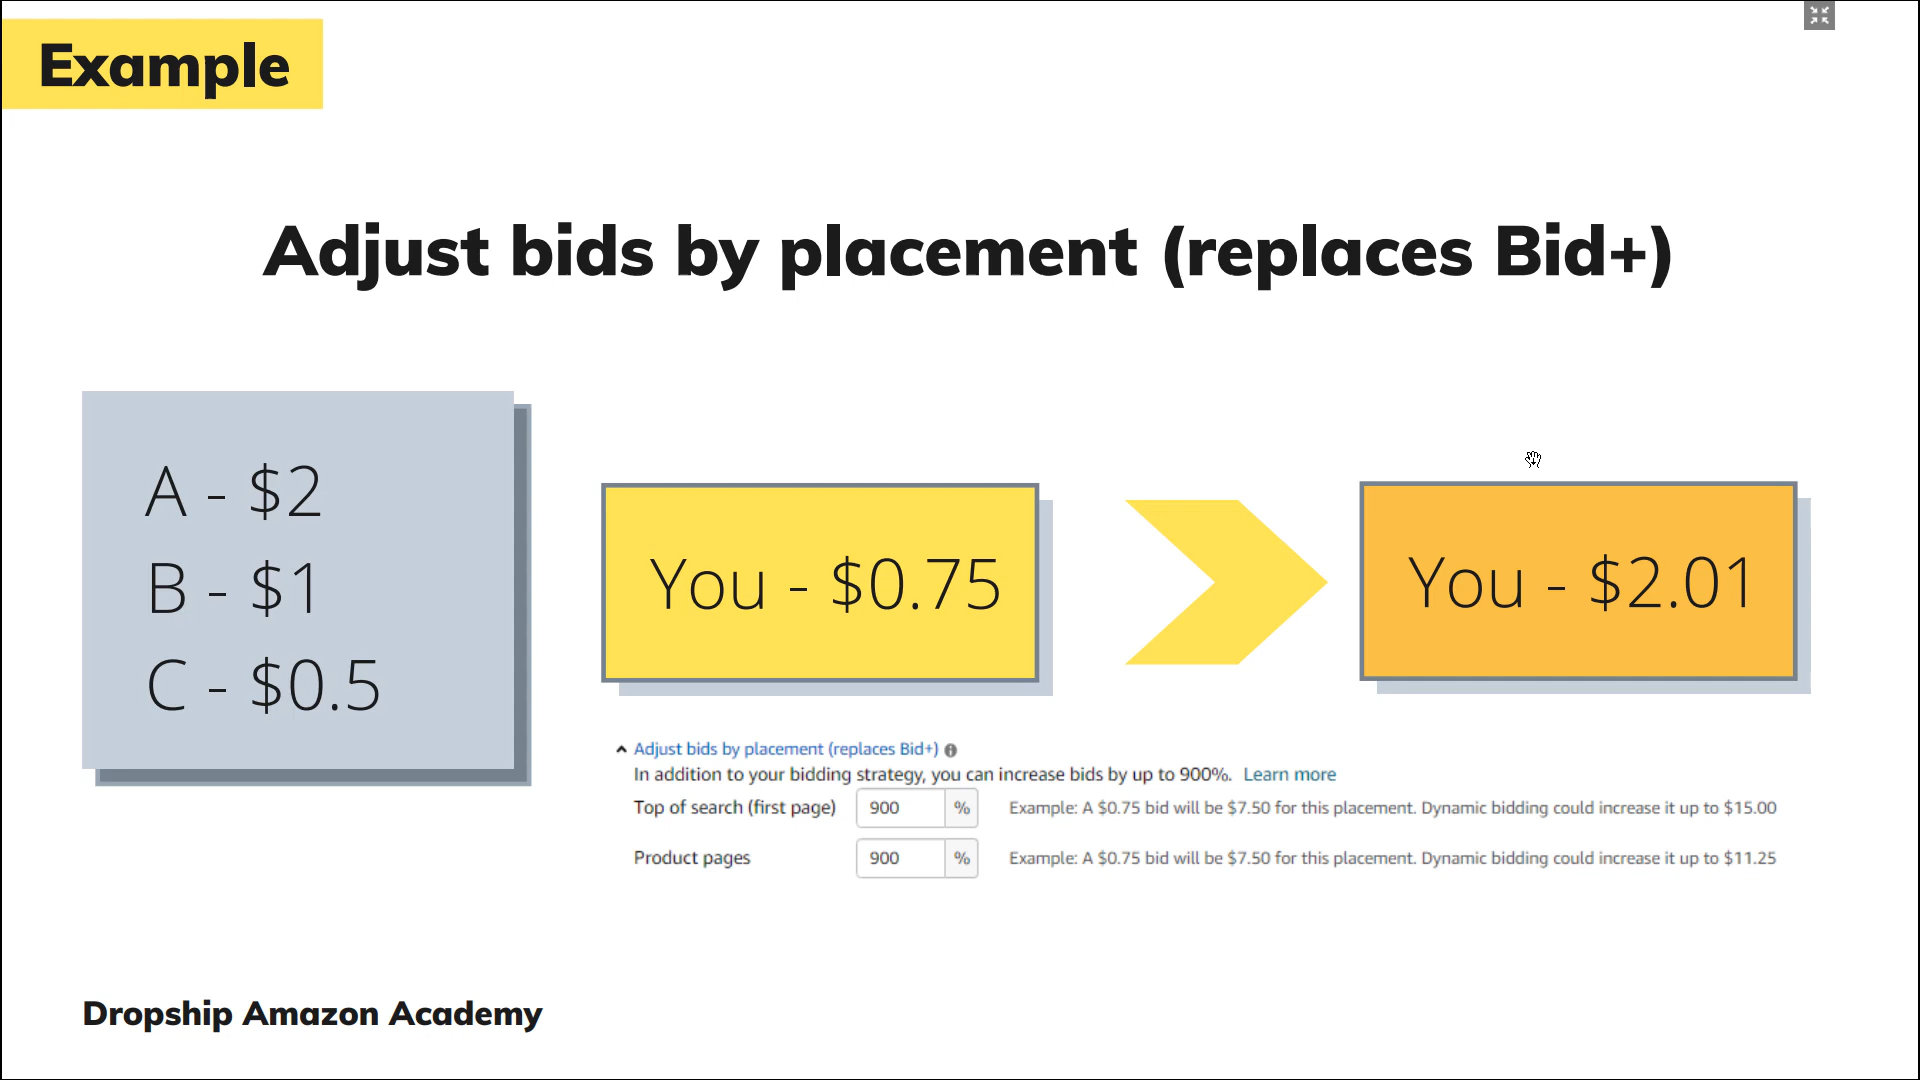 Example
Adjust bids by placement (replaces Bid+)
A - $2
B - $1
C - $0.5
You - $0.75
You - $2.01
Adjust bids by placement (replaces Bid+)
In addition to your bidding strategy, you can increase bids by up to 900%. Learn more
Top of search (first page) 900 % Example: A $0.75 bid will be $7.50 for this placement. Dynamic bidding could increase it up to $15.00
Product pages 900 % Example: A $0.75 bid will be $7.50 for this placement. Dynamic bidding could increase it up to $11.25
Dropship Amazon Academy